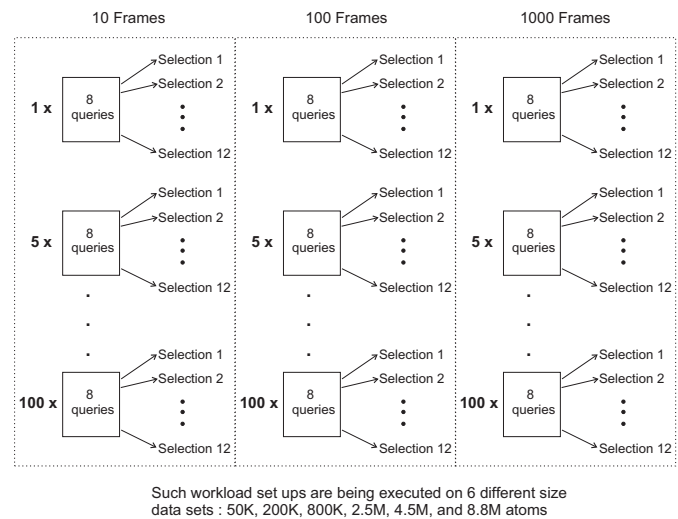 10 Frames
100 Frames
1000 Frames
1 x
8
queries
Selection 1
Selection 2
Selection 12
1 x
8
queries
Selection 1
Selection 2
Selection 12
1 x
8
queries
Selection 1
Selection 2
Selection 12
5 x
8
queries
Selection 1
Selection 2
Selection 12
5 x
8
queries
Selection 1
Selection 2
Selection 12
5 x
8
queries
Selection 1
Selection 2
Selection 12
100 x
8
queries
Selection 1
Selection 2
Selection 12
100 x
8
queries
Selection 1
Selection 2
Selection 12
100 x
8
queries
Selection 1
Selection 2
Selection 12
Such workload set ups are being executed on 6 different size
data sets : 50K, 200K, 800K, 2.5M, 4.5M, and 8.8M atoms